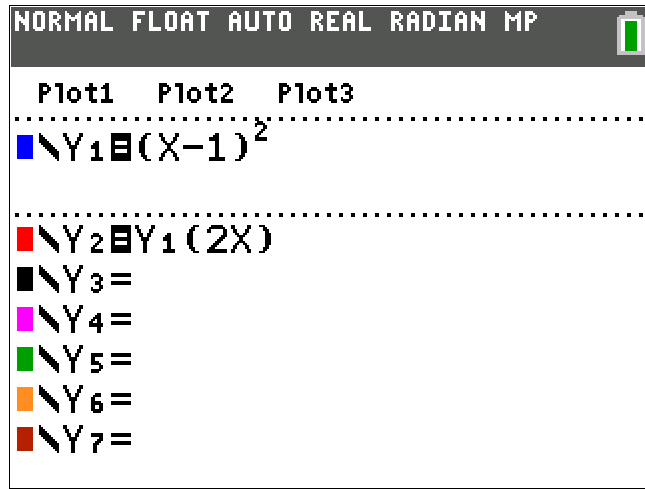 NORMAL FLOAT AUTO REAL RADIAN MP
Plot1 Plot2 Plot3
\Y₁=(X-1)²
\Y₂=Y₁(2X)
\Y₃=
\Y₄=
\Y₅=
\Y₆=
\Y₇=